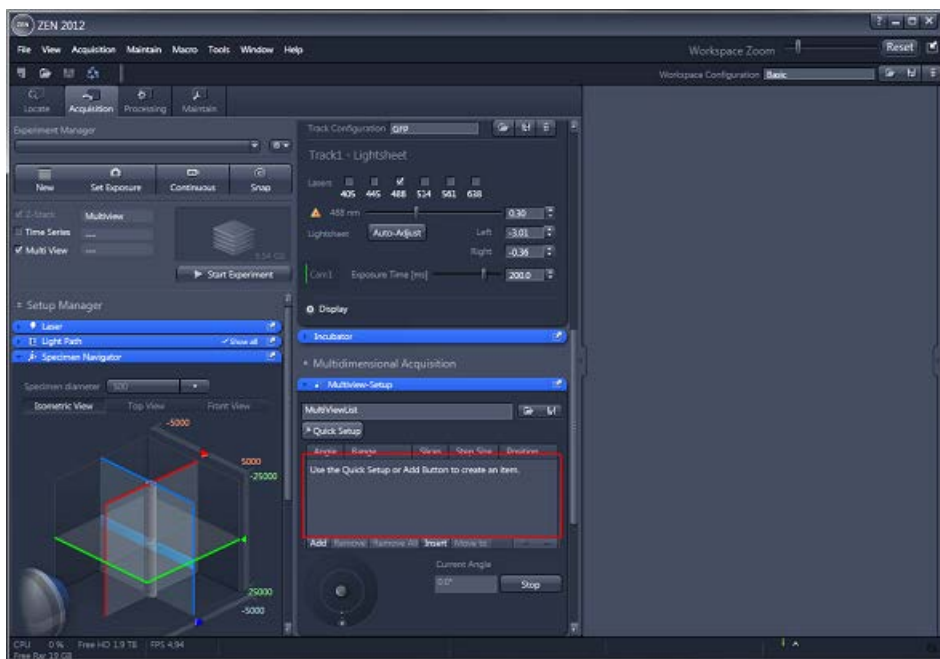 ZEN 2012
File View Acquisition Maintain Macro Tools Window Help
Workspace Zoom Reset
Workspace Configuration Basic
Locate Acquisition Processing Maintain
Experiment Manager
New Set Exposure Continuous Snap
Z-Stack Multiview
Time Series ---
Multi View ---
Start Experiment
Setup Manager
Laser
Light Path Show all
Specimen Navigator
Specimen diameter 500
Isometric View Top View Front View
-5000
5000
-25000
25000
-5000
Track Configuration GFP
Track1 - Lightsheet
Lasers
405 445 488 514 561 638
488 nm 0.30
Lightsheet Auto-Adjust Left -3.01
Right -0.36
Cam1 Exposure Time [ms] 200.0
Display
Incubator
Multidimensional Acquisition
Multiview-Setup
MultiViewList
Quick Setup
Angle Range Slices Step Size Position
Use the Quick Setup or Add Button to create an item.
Add Remove Remove All Insert Move to
Current Angle
0.0° Stop
CPU 0 % Free HD 1.9 TB FPS 4.94
Free Rar 19 GB